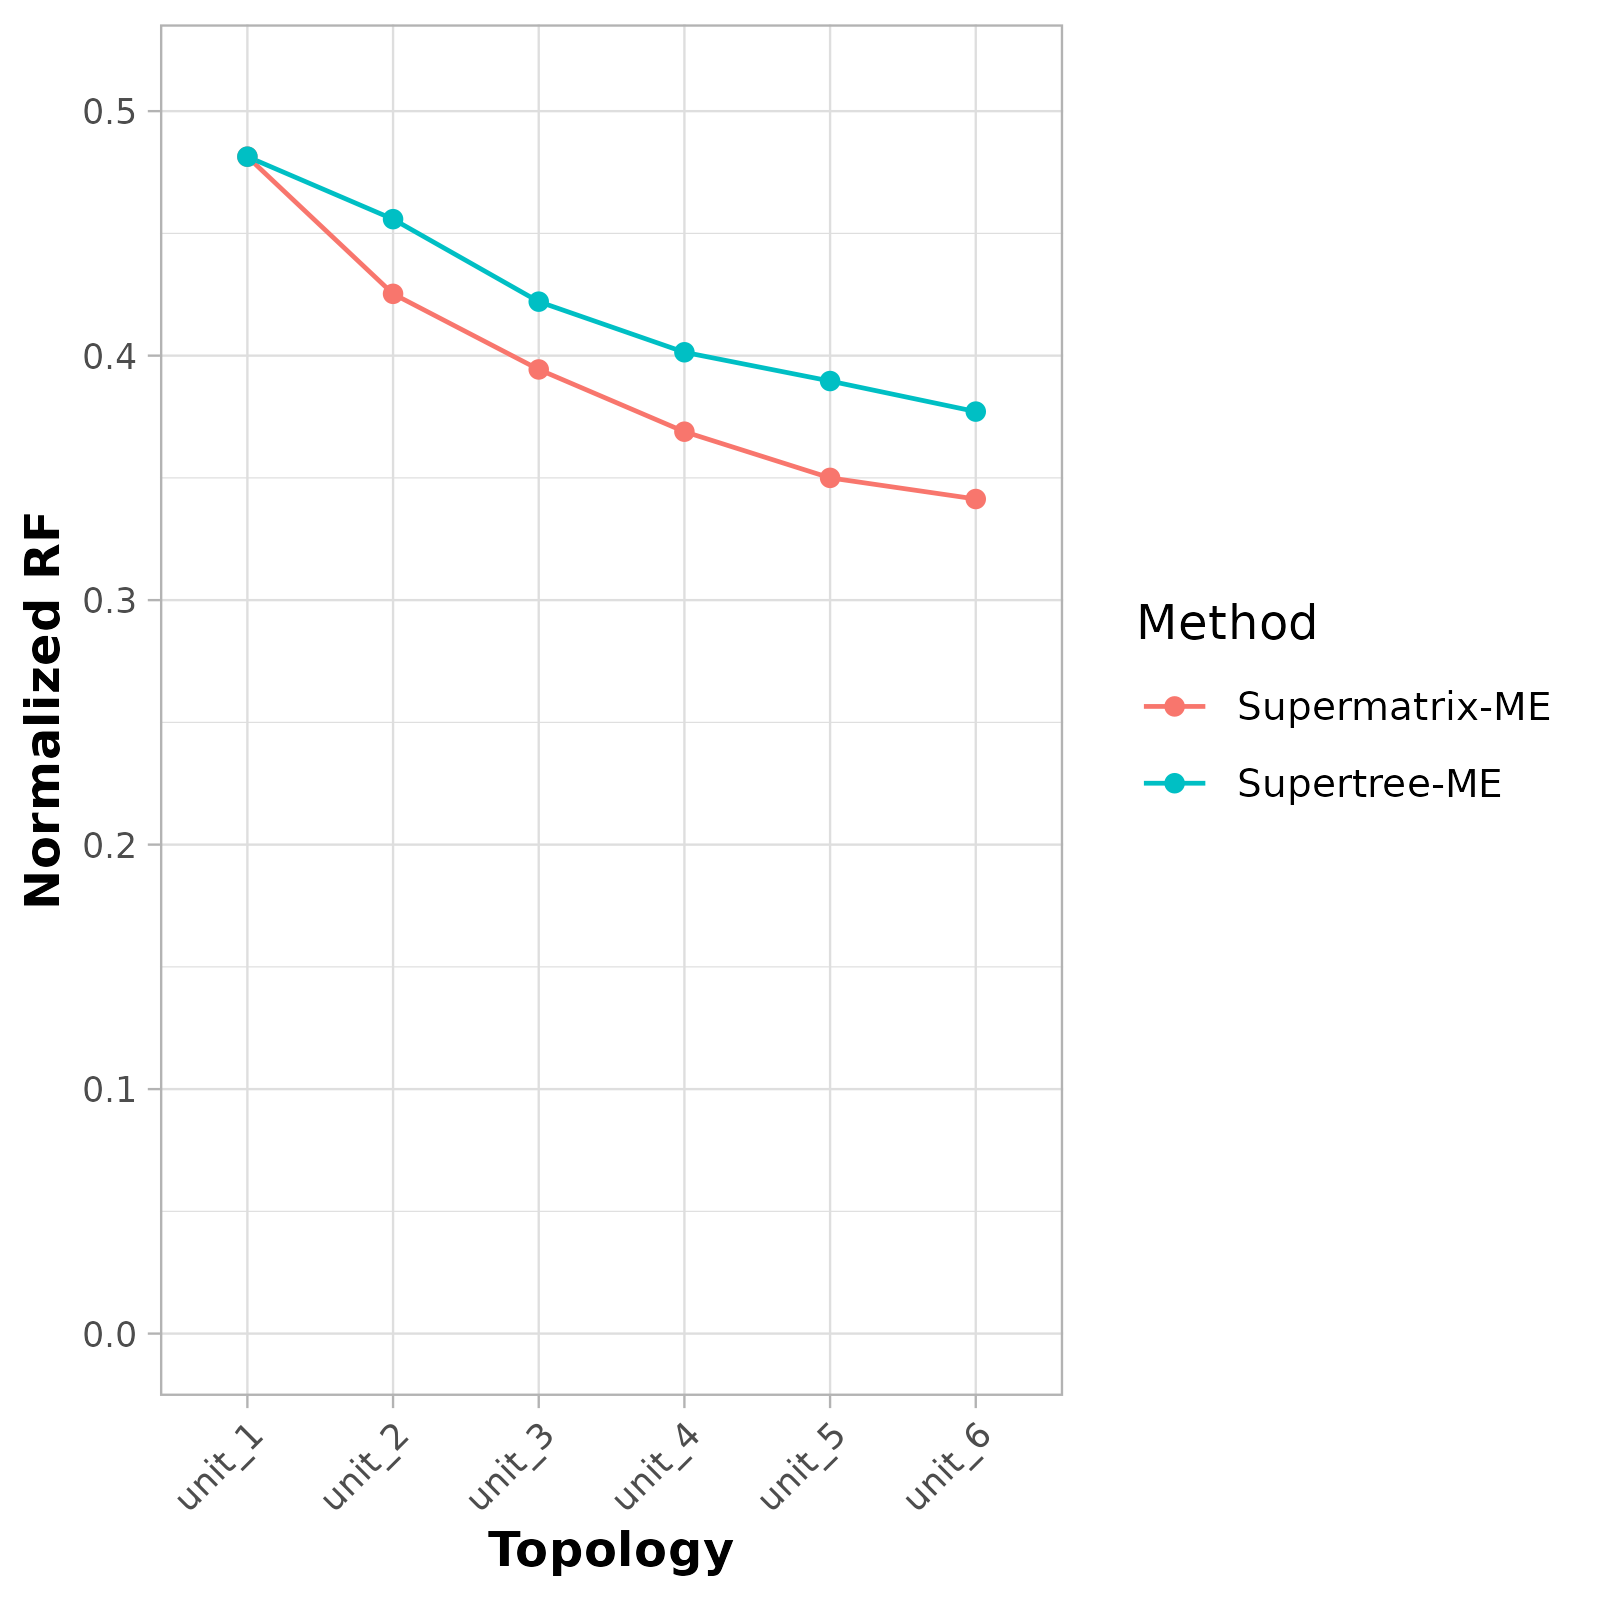 0.5
0.4
0.3
0.2
0.1
0.0
Normalized RF
unit_1
unit_2
unit_3
unit_4
unit_5
unit_6
Topology
Method
Supermatrix-ME
Supertree-ME